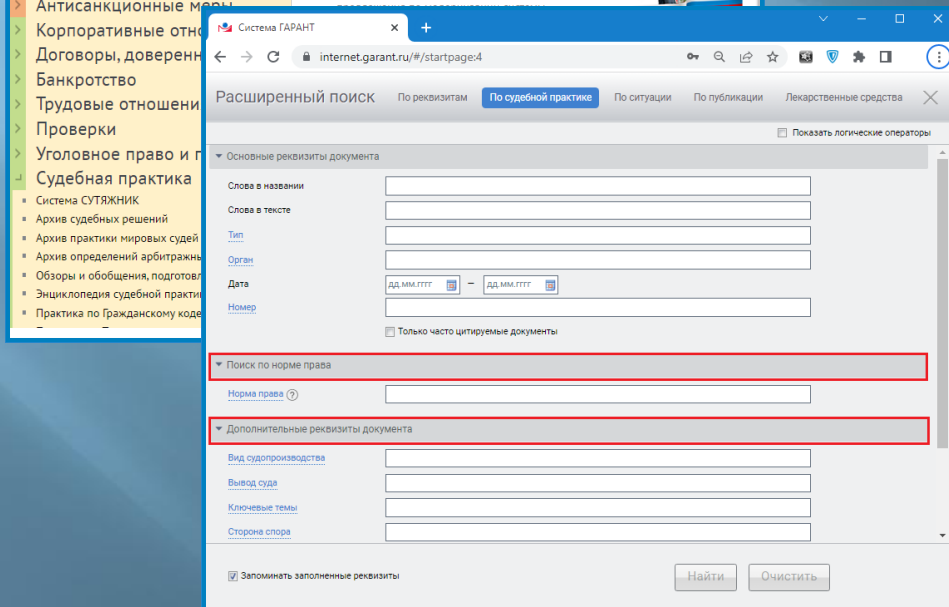 Антисанкционные меры
Корпоративные отно
Договоры, доверенн
Банкротство
Трудовые отношени
Проверки
Уголовное право и п
Судебная практика
Система СУТЯЖНИК
Архив судебных решений
Архив практики мировых судей
Архив определений арбитражны
Обзоры и обобщения, подготовл
Энциклопедия судебной практи
Практика по Гражданскому коде
Система ГАРАНТ
internet.garant.ru/#/startpage:4
Расширенный поиск По реквизитам По судебной практике По ситуации По публикации Лекарственные средства
Показать логические операторы
Основные реквизиты документа
Слова в названии
Слова в тексте
Тип
Орган
Дата дд.мм.гггг – дд.мм.гггг
Номер
Только часто цитируемые документы
Поиск по норме права
Норма права ?
Дополнительные реквизиты документа
Вид судопроизводства
Вывод суда
Ключевые темы
Сторона спора
Запоминать заполненные реквизиты
Найти Очистить